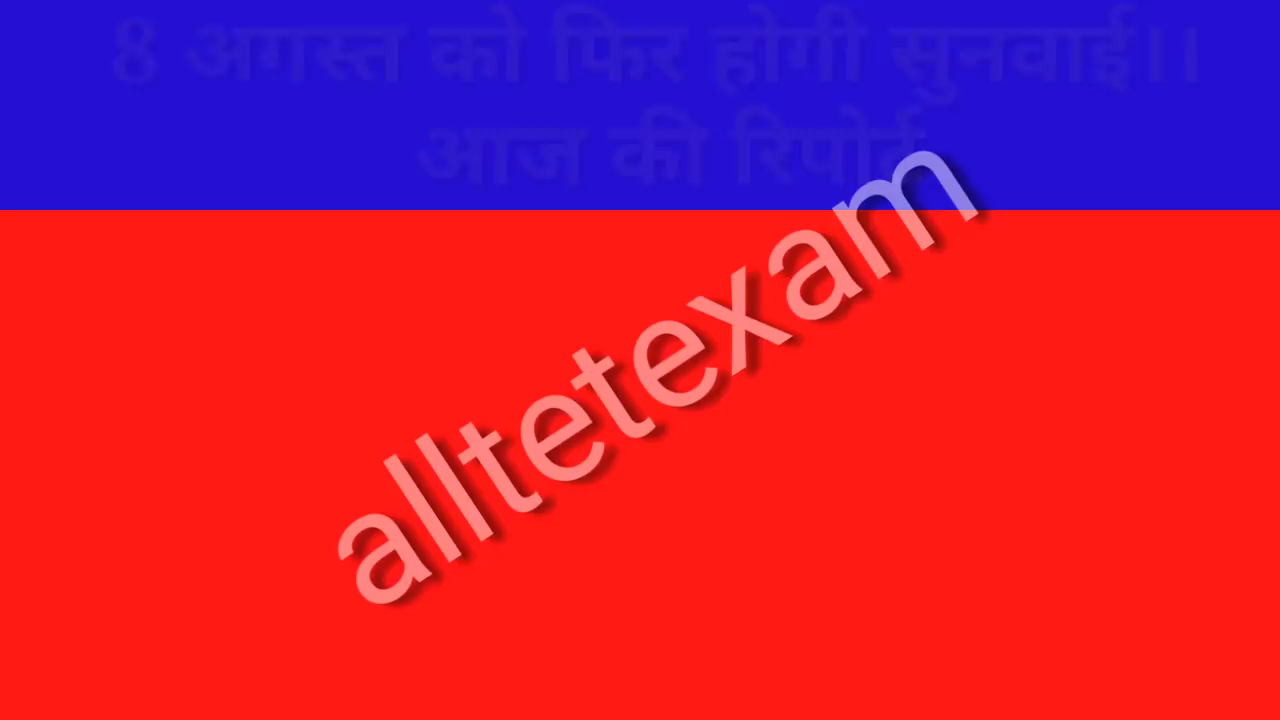 8 अगस्त को फिर होगी सुनवाई।।
आज की रिपोर्ट
alltetexam